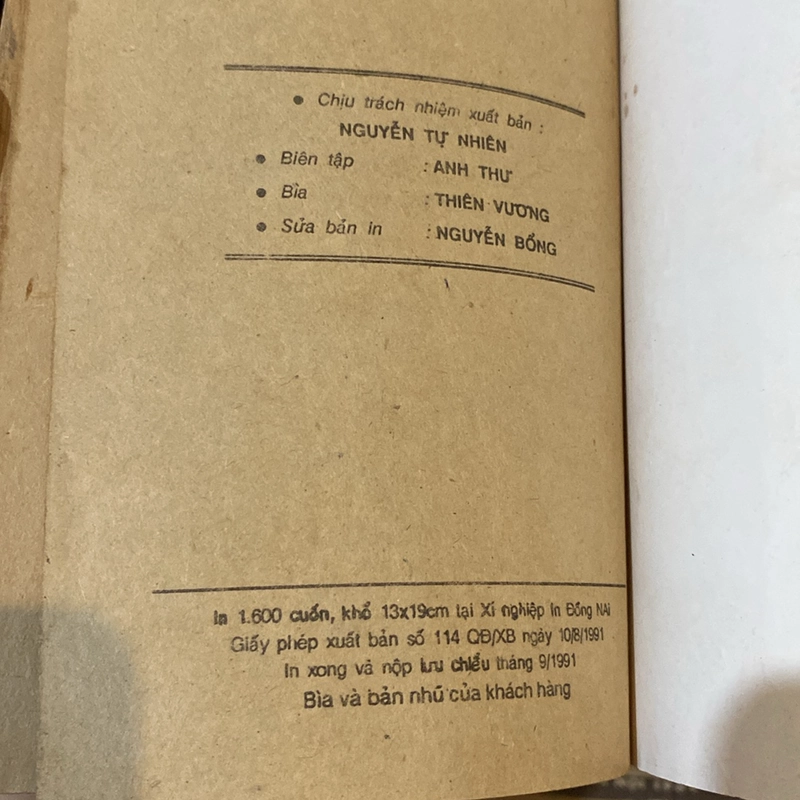 ● Chịu trách nhiệm xuất bản :
NGUYỄN TỰ NHIÊN
● Biên tập : ANH THƯ
● Bìa : THIÊN VƯƠNG
● Sửa bản in : NGUYỄN BỔNG
In 1.600 cuốn, khổ 13x19cm tại Xí nghiệp In Đồng NAi
Giấy phép xuất bản số 114 QĐ/XB ngày 10/8/1991
In xong và nộp lưu chiểu tháng 9/1991
Bìa và bản nhũ của khách hàng